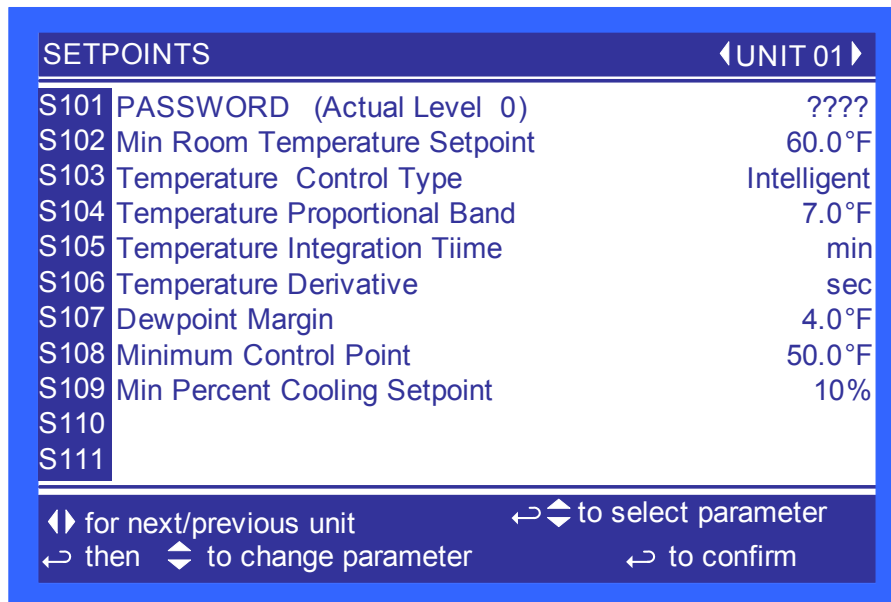 SETPOINTS UNIT 01
S101 PASSWORD (Actual Level 0) ????
S102 Min Room Temperature Setpoint 60.0°F
S103 Temperature Control Type Intelligent
S104 Temperature Proportional Band 7.0°F
S105 Temperature Integration Tiime min
S106 Temperature Derivative sec
S107 Dewpoint Margin 4.0°F
S108 Minimum Control Point 50.0°F
S109 Min Percent Cooling Setpoint 10%
S110
S111
for next/previous unit to select parameter
then to change parameter to confirm